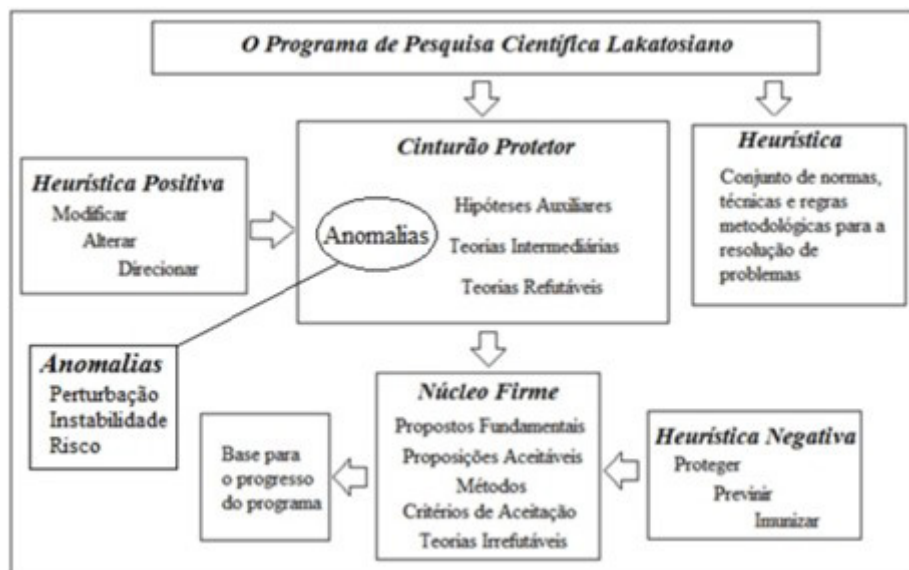 O Programa de Pesquisa Científica Lakatosiano
Cinturão Protetor
Anomalias
Hipóteses Auxiliares
Teorias Intermediárias
Teorias Refutáveis
Heurística
Conjunto de normas,
técnicas e regras
metodológicas para a
resolução de
problemas
Heurística Positiva
Modificar
Alterar
Direcionar
Anomalias
Perturbação
Instabilidade
Risco
Núcleo Firme
Propostos Fundamentais
Proposições Aceitáveis
Métodos
Critérios de Aceitação
Teorias Irrefutáveis
Base para
o progresso
do programa
Heurística Negativa
Proteger
Previnir
Imunizar